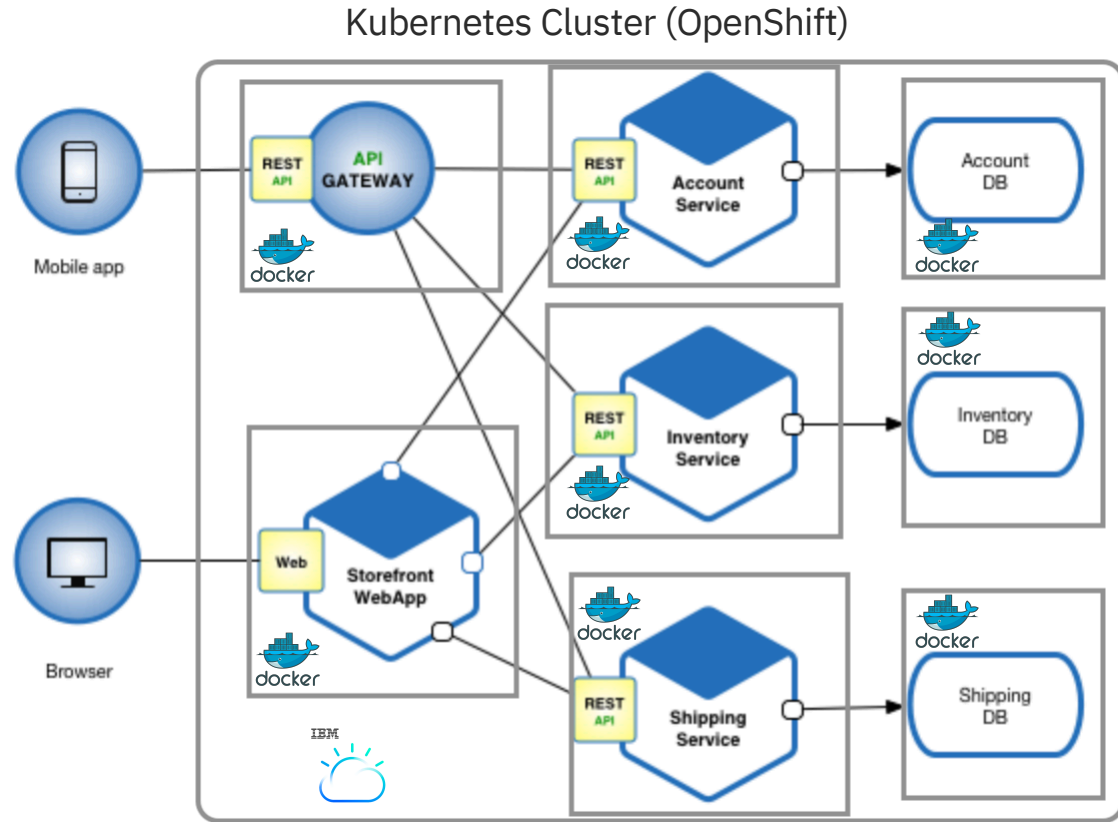 Kubernetes Cluster (OpenShift)
Mobile app
REST
API
API
GATEWAY
docker
REST
API
Account
Service
docker
Account
DB
docker
REST
API
Inventory
Service
docker
docker
Inventory
DB
Browser
Web
Storefront
WebApp
docker
docker
REST
API
Shipping
Service
docker
Shipping
DB
IBM